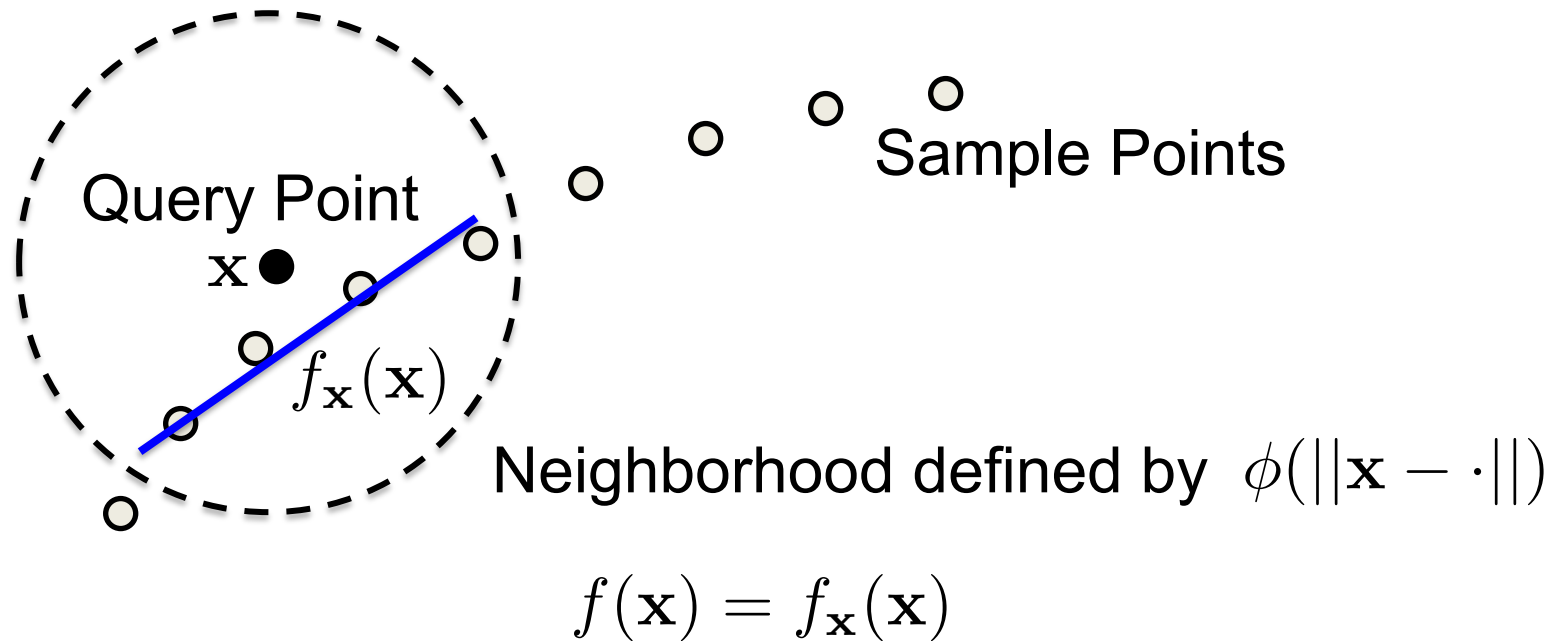 Sample Points
Query Point
x
f_x(x)
Neighborhood defined by ϕ(||x − ·||)
f(x) = f_x(x)